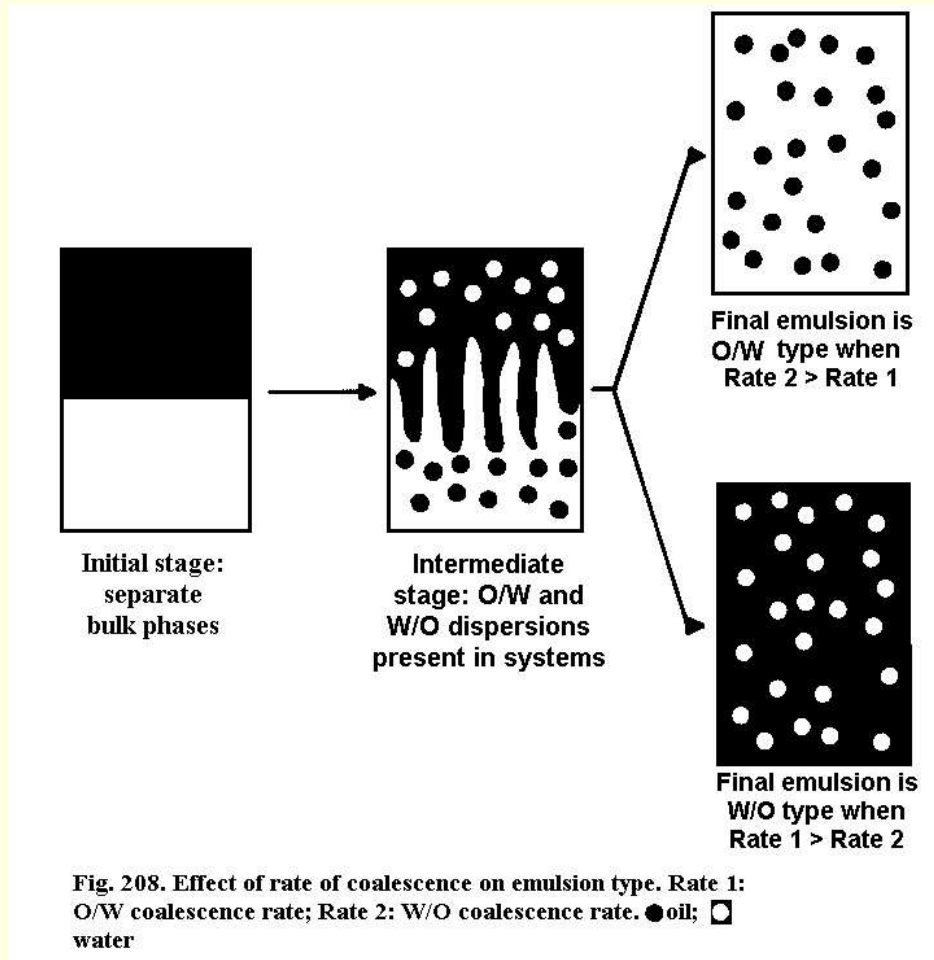 Final emulsion is
O/W type when
Rate 2 > Rate 1
Initial stage:
separate
bulk phases
Intermediate
stage: O/W and
W/O dispersions
present in systems
Final emulsion is
W/O type when
Rate 1 > Rate 2
Fig. 208. Effect of rate of coalescence on emulsion type. Rate 1:
O/W coalescence rate; Rate 2: W/O coalescence rate. oil;
water